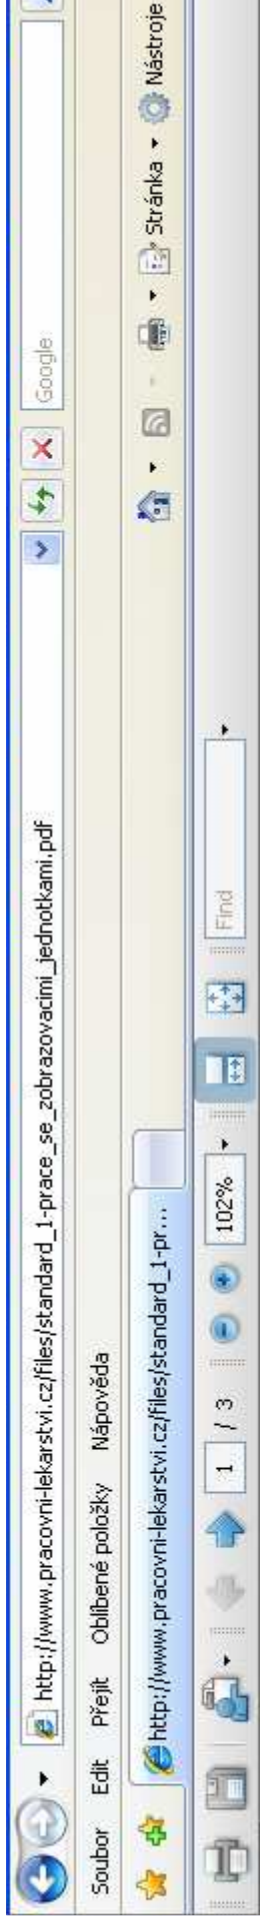 http://www.pracovni-lekarstvi.cz/files/standard_1-prace_se_zobrazovacimi_jednotkami.pdf
Google
Soubor Edit Přejít Oblíbené položky Nápověda
http://www.pracovni-lekarstvi.cz/files/standard_1-pr...
Stránka Nástroje
1 / 3 102% Find